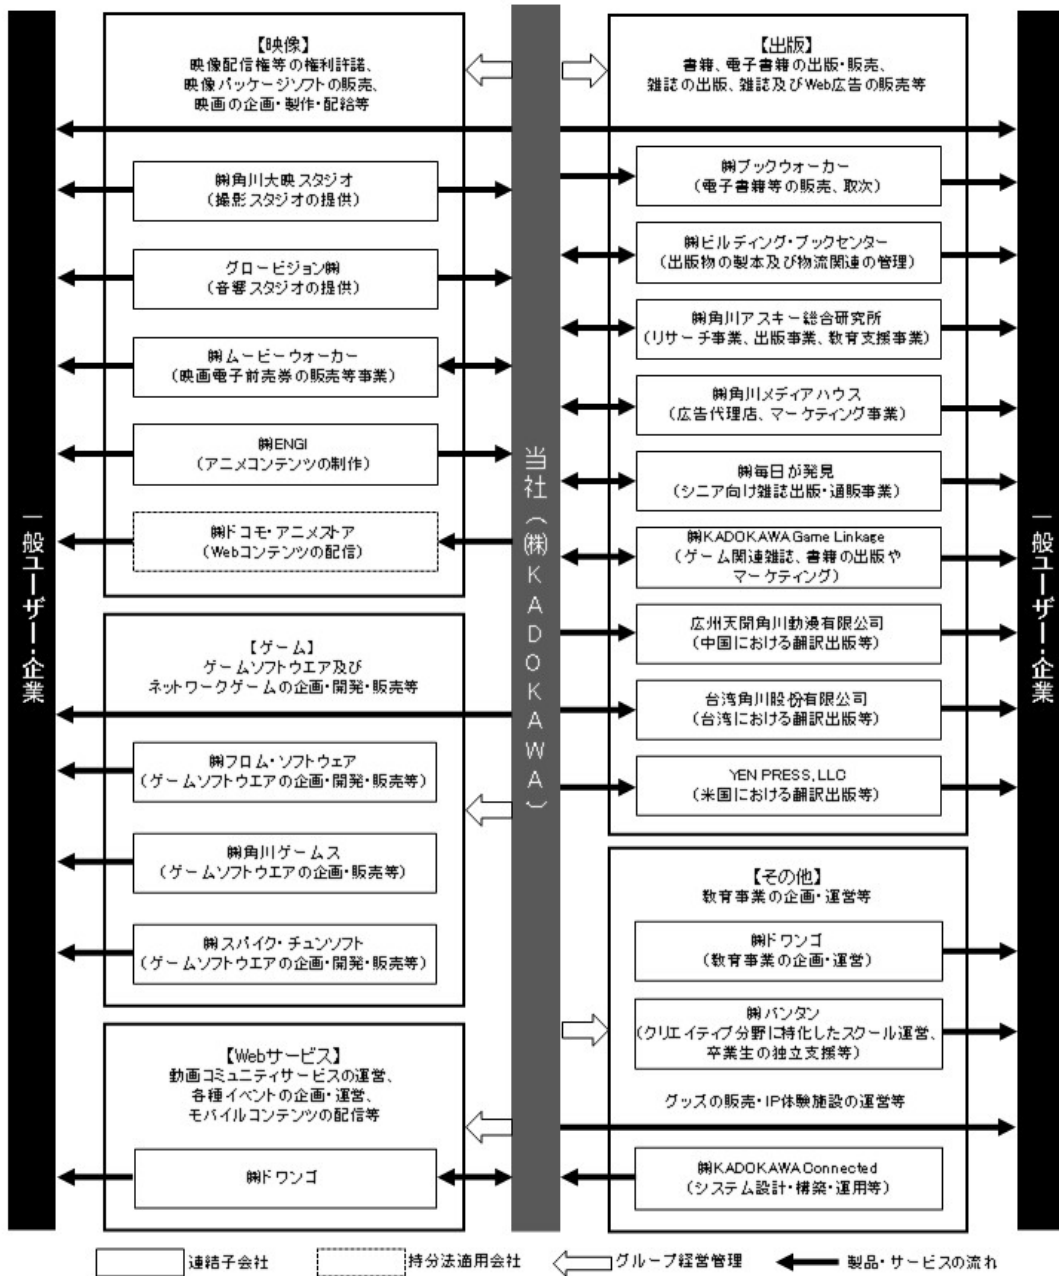 【映像】
映像配信権等の権利許諾、
映像パッケージソフトの販売、
映画の企画・製作・配給等
㈱角川大映スタジオ
(撮影スタジオの提供)
グロービジョン㈱
(音響スタジオの提供)
㈱ムービーウォーカー
(映画電子前売券の販売等事業)
㈱ENGI
(アニメコンテンツの制作)
㈱ドコモ・アニメストア
(Webコンテンツの配信)
【ゲーム】
ゲームソフトウエア及び
ネットワークゲームの企画・開発・販売等
㈱フロム・ソフトウェア
(ゲームソフトウエアの企画・開発・販売等)
㈱角川ゲームス
(ゲームソフトウエアの企画・販売等)
㈱スパイク・チュンソフト
(ゲームソフトウエアの企画・開発・販売等)
【Webサービス】
動画コミュニティサービスの運営、
各種イベントの企画・運営、
モバイルコンテンツの配信等
㈱ドワンゴ
一般ユーザー・企業
当社(㈱KADOKAWA)
【出版】
書籍、電子書籍の出版・販売、
雑誌の出版、雑誌及びWeb広告の販売等
㈱ブックウォーカー
(電子書籍等の販売、取次)
㈱ビルディング・ブックセンター
(出版物の製本及び物流関連の管理)
㈱角川アスキー総合研究所
(リサーチ事業、出版事業、教育支援事業)
㈱角川メディアハウス
(広告代理店、マーケティング事業)
㈱毎日が発見
(シニア向け雑誌出版・通販事業)
㈱KADOKAWA Game Linkage
(ゲーム関連雑誌、書籍の出版や
マーケティング)
広州天聞角川動漫有限公司
(中国における翻訳出版等)
台湾角川股份有限公司
(台湾における翻訳出版等)
YEN PRESS, LLC
(米国における翻訳出版等)
【その他】
教育事業の企画・運営等
㈱ドワンゴ
(教育事業の企画・運営)
㈱バンタン
(クリエイティブ分野に特化したスクール運営、
卒業生の独立支援等)
グッズの販売・IP体験施設の運営等
㈱KADOKAWA Connected
(システム設計・構築・運用等)
一般ユーザー・企業
連結子会社
持分法適用会社
グループ経営管理
製品・サービスの流れ